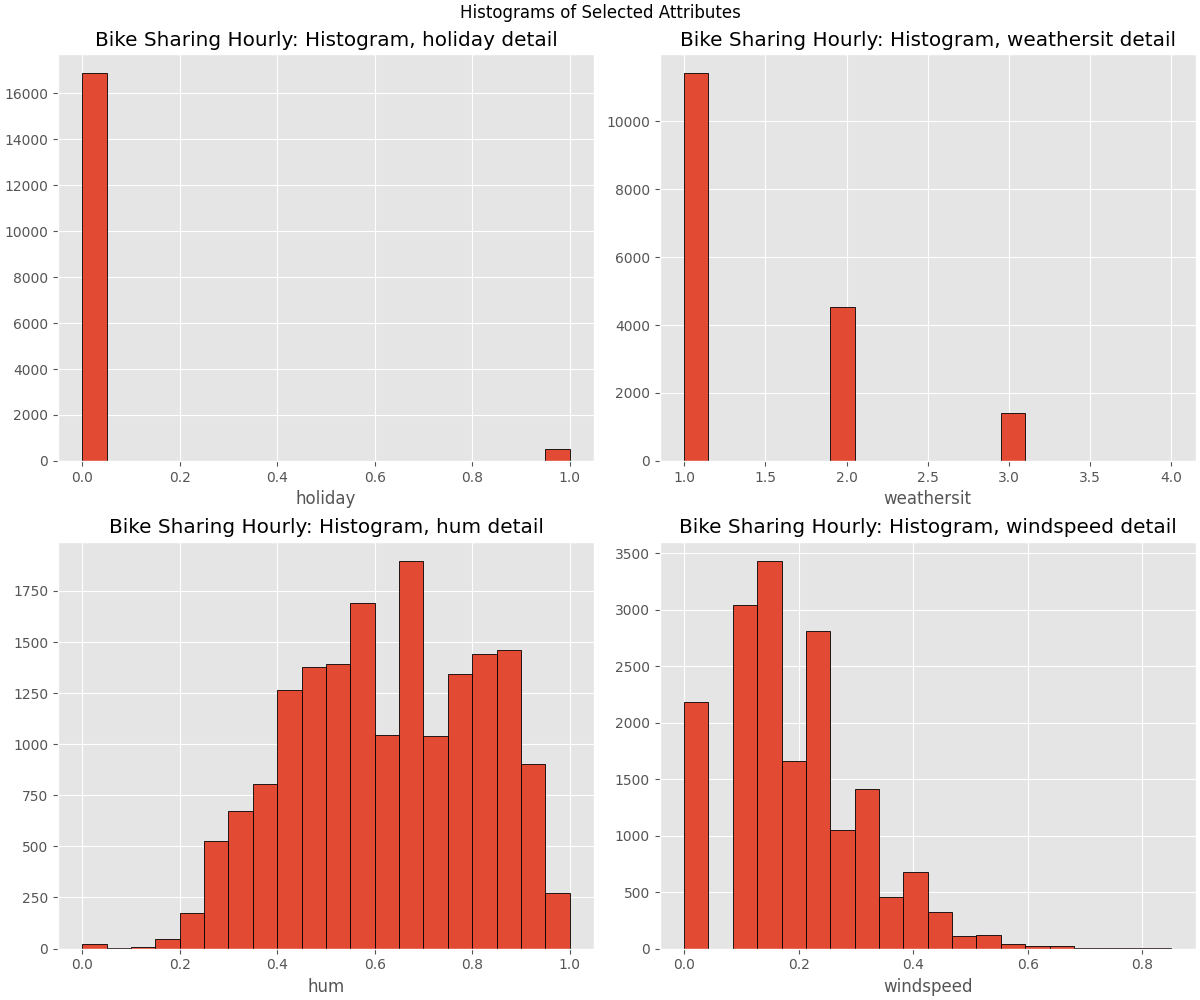 Histograms of Selected Attributes
Bike Sharing Hourly: Histogram, holiday detail
16000
14000
12000
10000
8000
6000
4000
2000
0
0.0 0.2 0.4 0.6 0.8 1.0
holiday
Bike Sharing Hourly: Histogram, weathersit detail
10000
8000
6000
4000
2000
0
1.0 1.5 2.0 2.5 3.0 3.5 4.0
weathersit
Bike Sharing Hourly: Histogram, hum detail
1750
1500
1250
1000
750
500
250
0
0.0 0.2 0.4 0.6 0.8 1.0
hum
Bike Sharing Hourly: Histogram, windspeed detail
3500
3000
2500
2000
1500
1000
500
0
0.0 0.2 0.4 0.6 0.8
windspeed